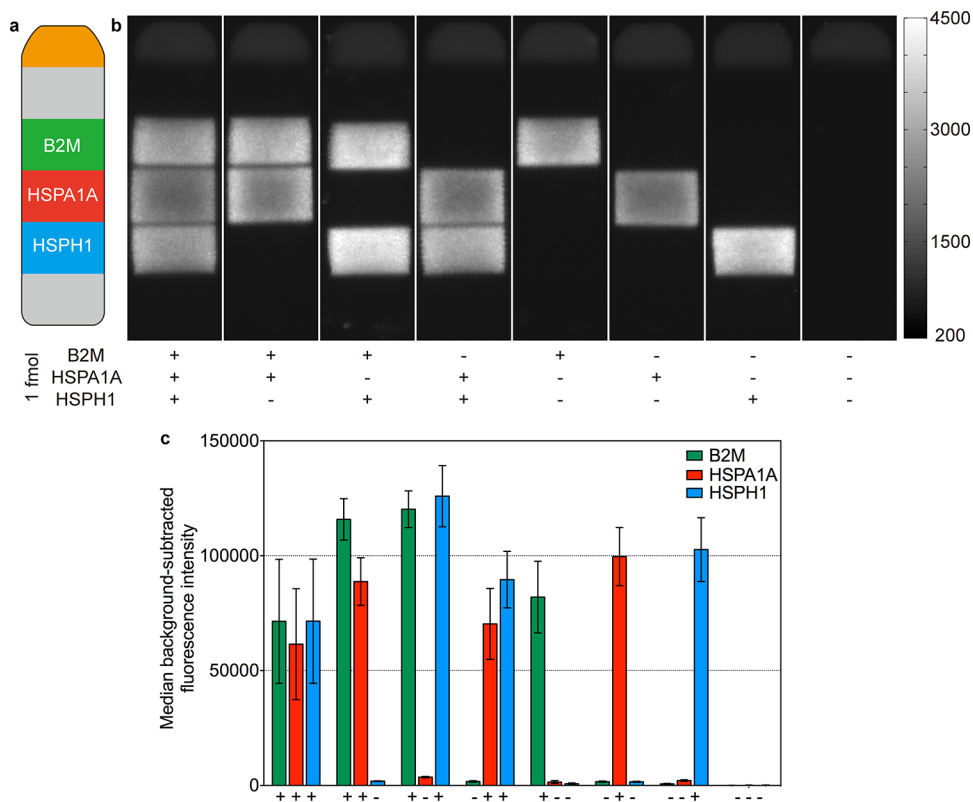 a
b
B2M
HSPA1A
HSPH1
4500
3000
1500
200
1 fmol
B2M + + + - + - - -
HSPA1A + + - + - + - -
HSPH1 + - + + - - + -
c
Median background-subtracted
fluorescence intensity
150000
100000
50000
0
B2M
HSPA1A
HSPH1
+ + + + + - + - + - + + + - - - + - - - + - - -